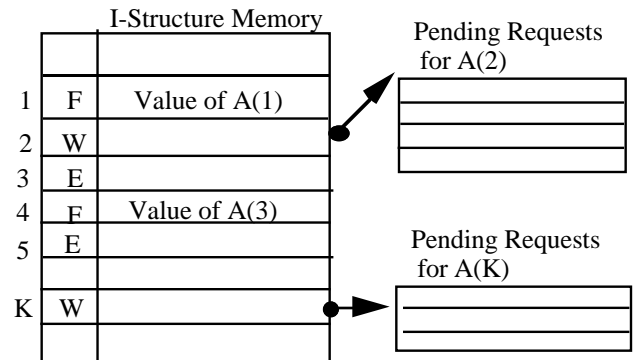 I-Structure Memory
Pending Requests
for A(2)
1 F Value of A(1)
2 W
3 E
4 F Value of A(3)
5 E
Pending Requests
for A(K)
K W